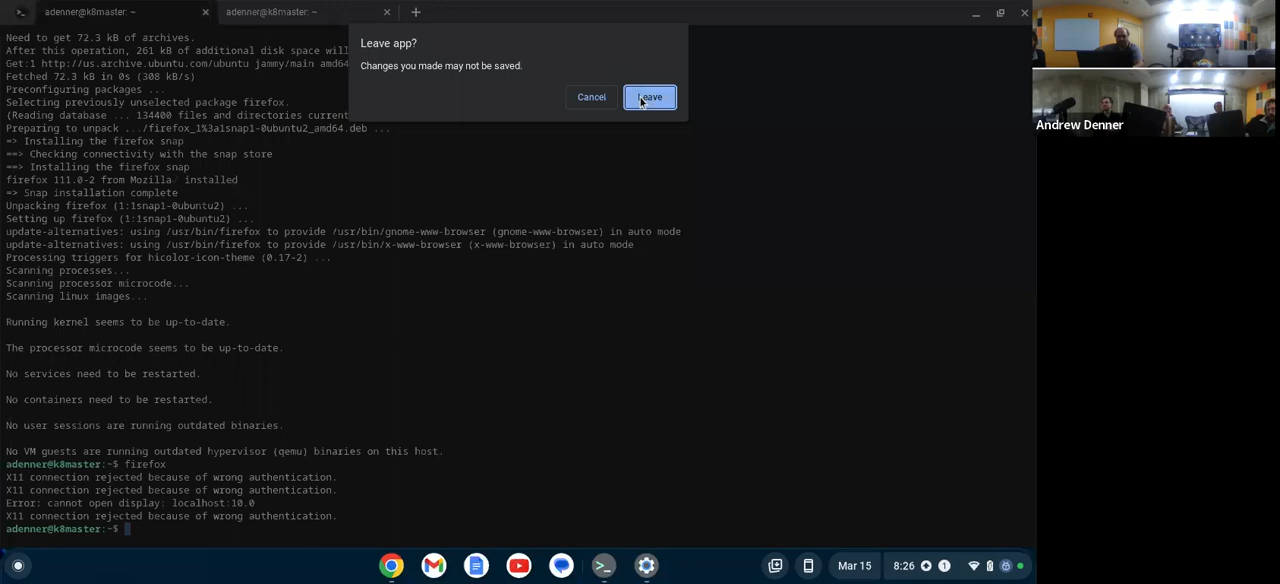 adenner@k8master: ~
adenner@k8master: ~
Need to get 72.3 kB of archives.
After this operation, 261 kB of additional disk space will
Get:1 http://us.archive.ubuntu.com/ubuntu jammy/main amd64
Fetched 72.3 kB in 0s (308 kB/s)
Preconfiguring packages ...
Selecting previously unselected package firefox.
(Reading database ... 134400 files and directories current
Preparing to unpack .../firefox_1%3a1snap1-0ubuntu2_amd64.deb ...
=> Installing the firefox snap
==> Checking connectivity with the snap store
==> Installing the firefox snap
firefox 111.0-2 from Mozilla installed
=> Snap installation complete
Unpacking firefox (1:1snap1-0ubuntu2) ...
Setting up firefox (1:1snap1-0ubuntu2) ...
update-alternatives: using /usr/bin/firefox to provide /usr/bin/gnome-www-browser (gnome-www-browser) in auto mode
update-alternatives: using /usr/bin/firefox to provide /usr/bin/x-www-browser (x-www-browser) in auto mode
Processing triggers for hicolor-icon-theme (0.17-2) ...
Scanning processes...
Scanning processor microcode...
Scanning linux images...
Running kernel seems to be up-to-date.
The processor microcode seems to be up-to-date.
No services need to be restarted.
No containers need to be restarted.
No user sessions are running outdated binaries.
No VM guests are running outdated hypervisor (qemu) binaries on this host.
adenner@k8master:~$ firefox
X11 connection rejected because of wrong authentication.
X11 connection rejected because of wrong authentication.
Error: cannot open display: localhost:10.0
X11 connection rejected because of wrong authentication.
adenner@k8master:~$
Leave app?
Changes you made may not be saved.
Cancel
Leave
Andrew Denner
Mar 15
8:26
1